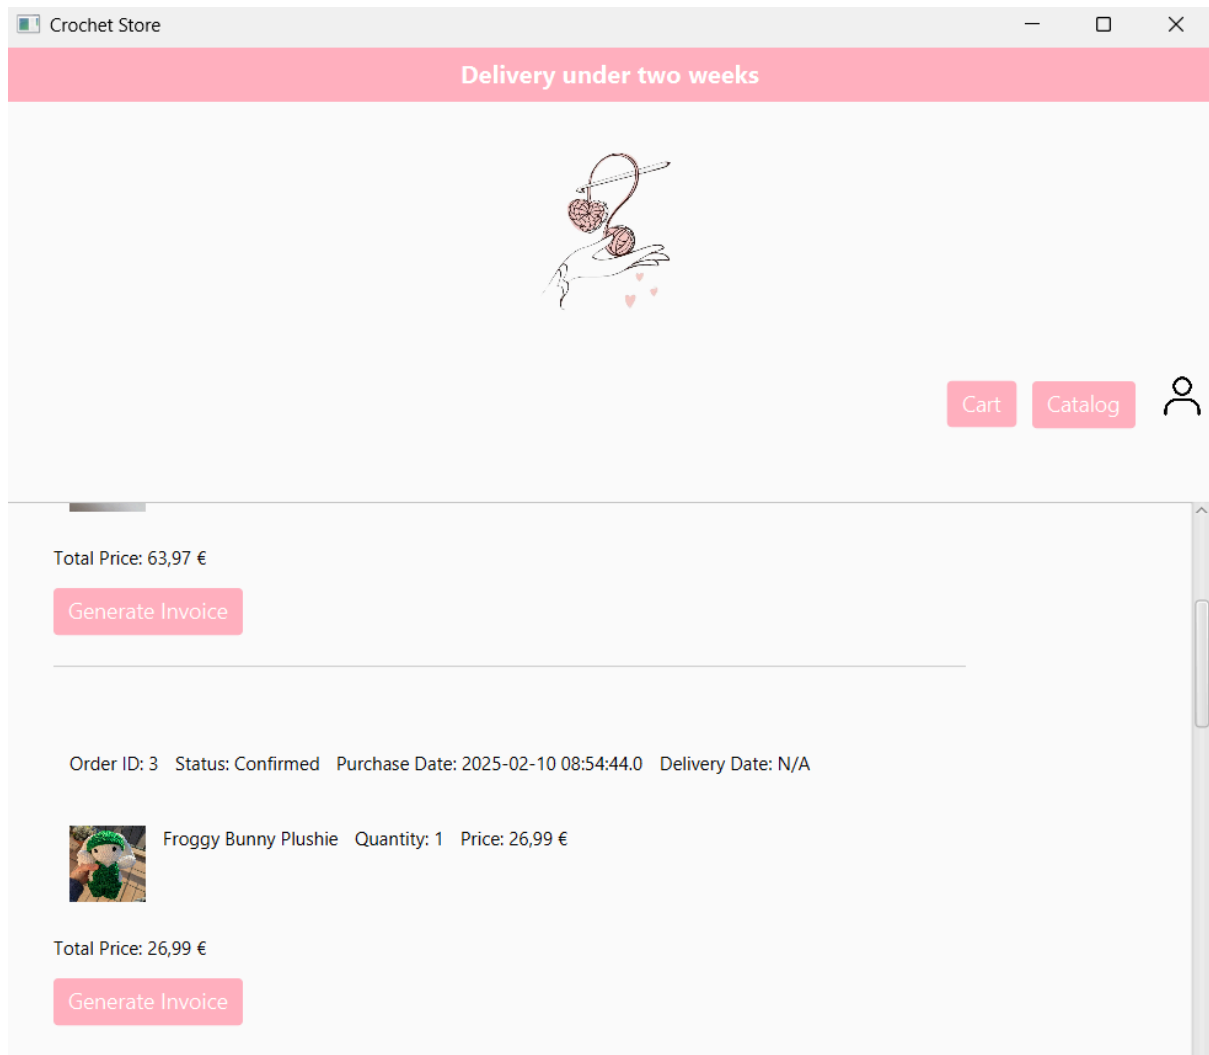 Crochet Store
Delivery under two weeks
Cart Catalog
Total Price: 63,97 €
Generate Invoice
Order ID: 3 Status: Confirmed Purchase Date: 2025-02-10 08:54:44.0 Delivery Date: N/A
Froggy Bunny Plushie Quantity: 1 Price: 26,99 €
Total Price: 26,99 €
Generate Invoice